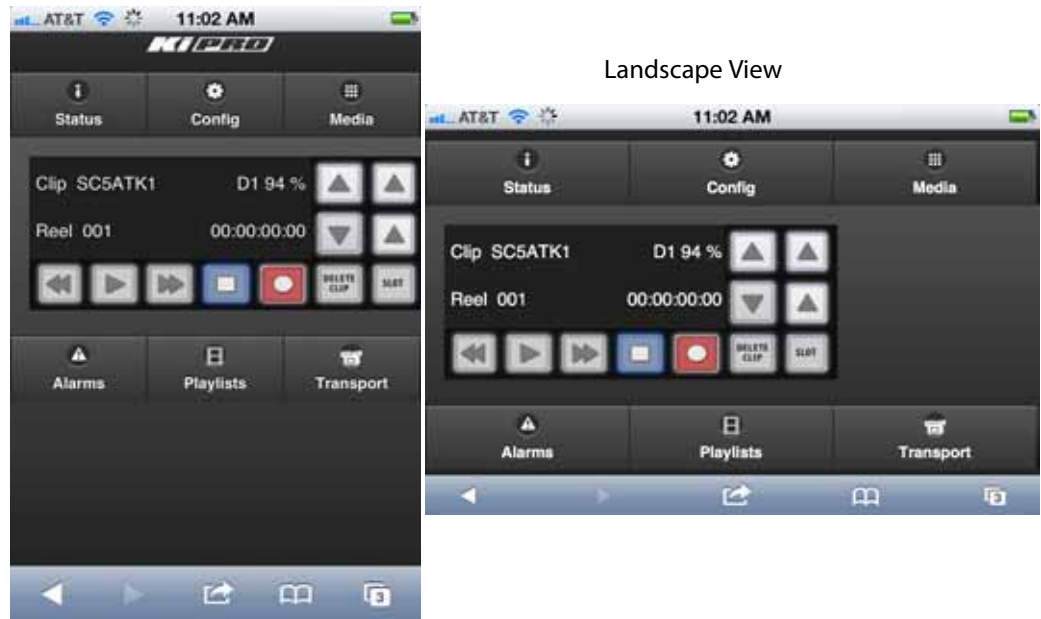 AT&T 11:02 AM
KI PRO
Status Config Media
Clip SC5ATK1 D1 94 %
Reel 001 00:00:00:00
DELETE CLIP SLOT
Alarms Playlists Transport
3
Landscape View
AT&T 11:02 AM
Status Config Media
Clip SC5ATK1 D1 94 %
Reel 001 00:00:00:00
DELETE CLIP SLOT
Alarms Playlists Transport
3